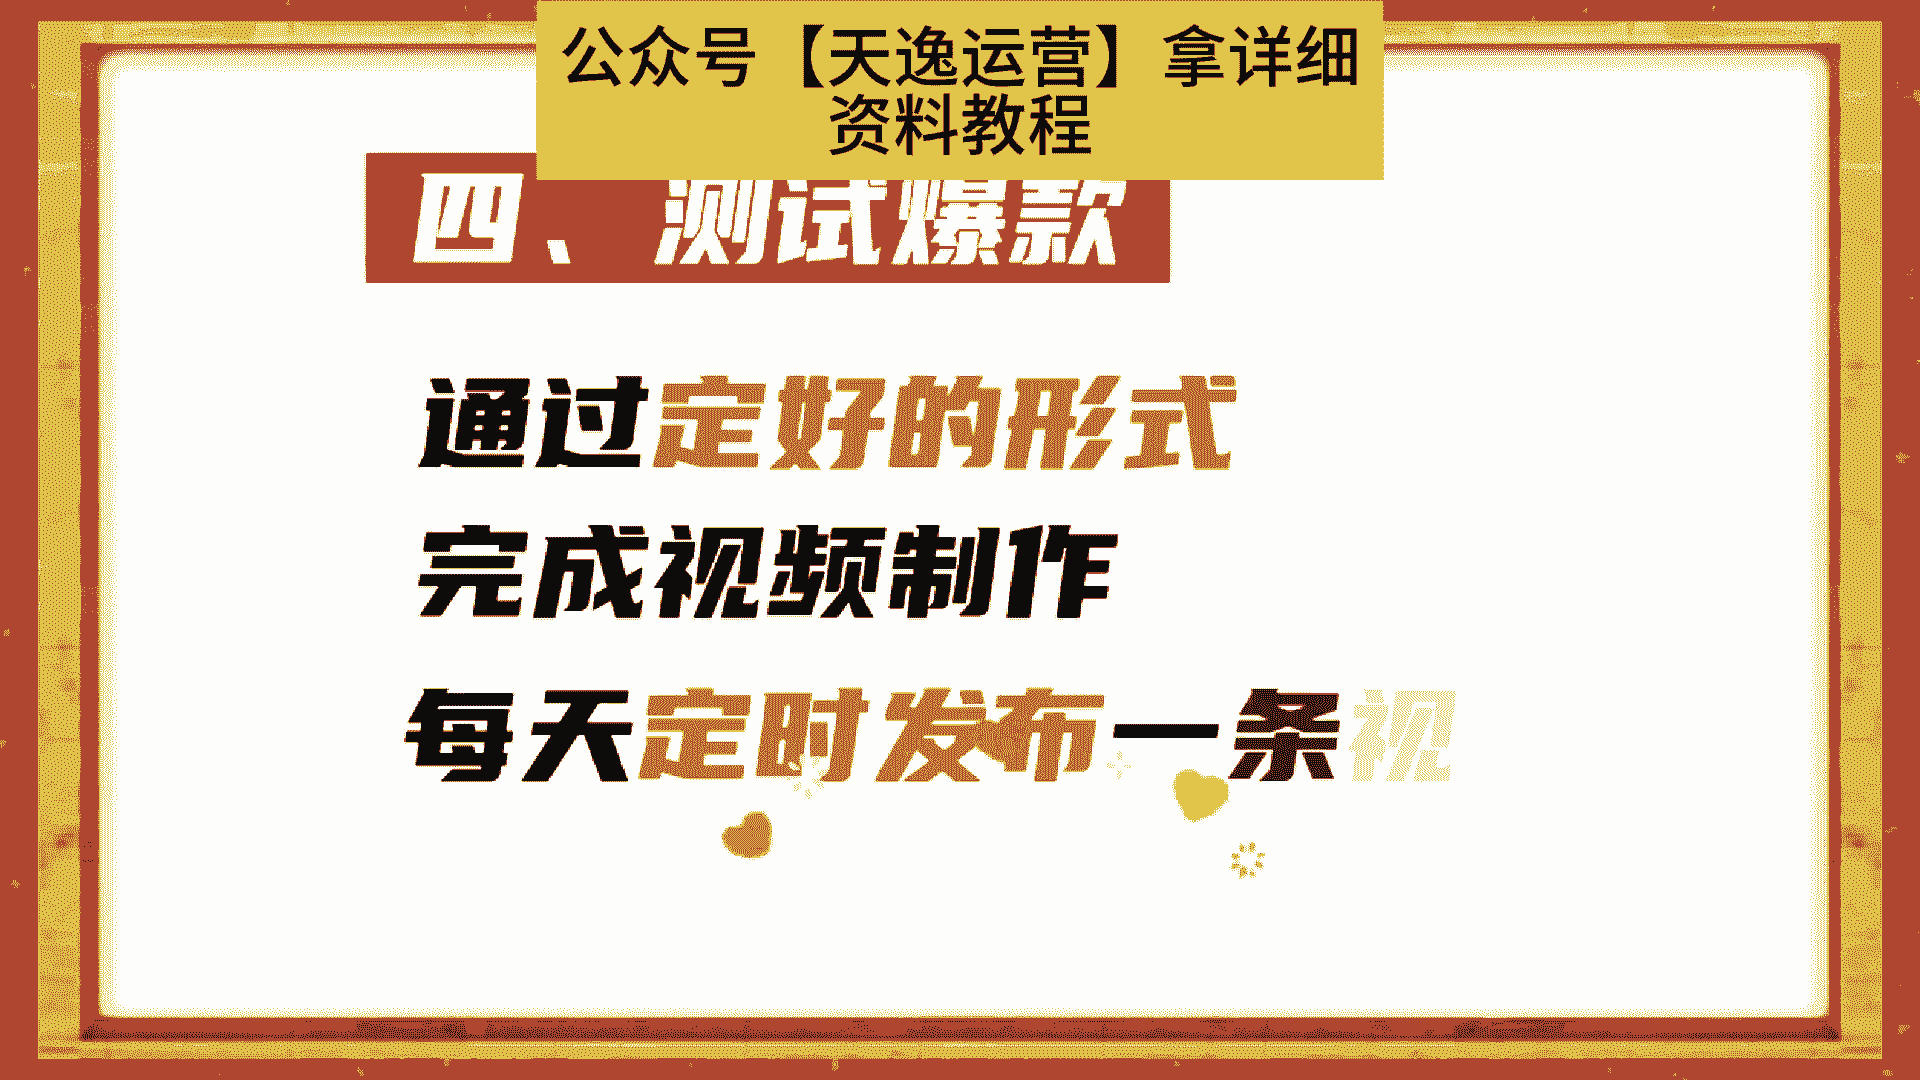 公众号【天逸运营】拿详细
资料教程
四、测试爆款
通过定好的形式
完成视频制作
每天定时发布一条视